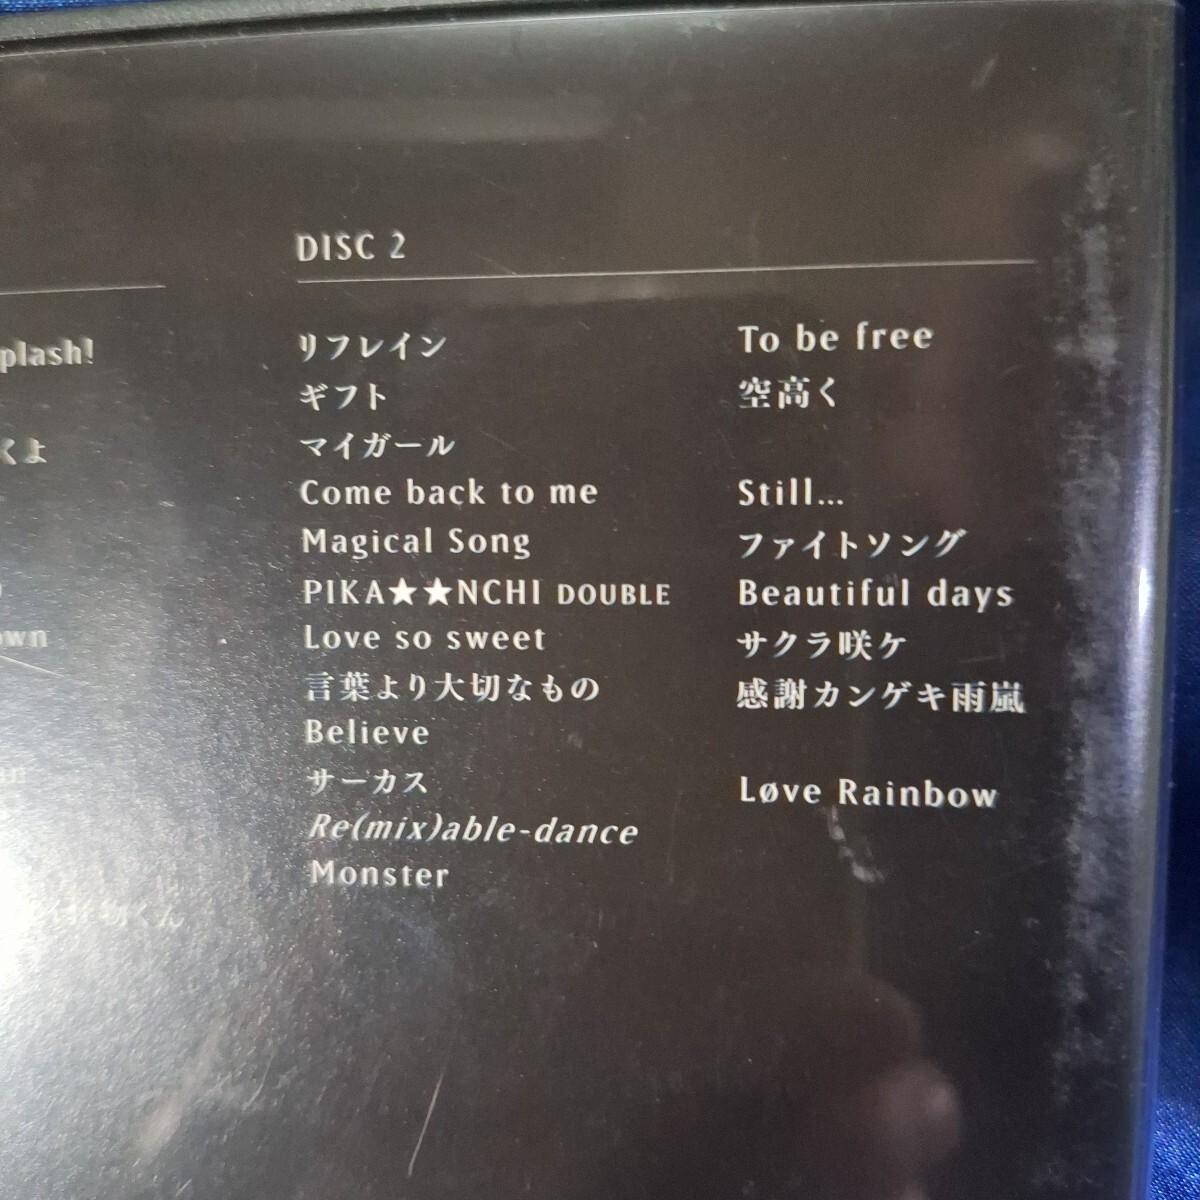 plash!
くよ
own
DISC 2
リフレイン
ギフト
マイガール
Come back to me
Magical Song
PIKA★★NCHI DOUBLE
Love so sweet
言葉より大切なもの
Believe
サーカス
Re(mix)able-dance
Monster
To be free
空高く
Still...
ファイトソング
Beautiful days
サクラ咲ケ
感謝カンゲキ雨嵐
Løve Rainbow